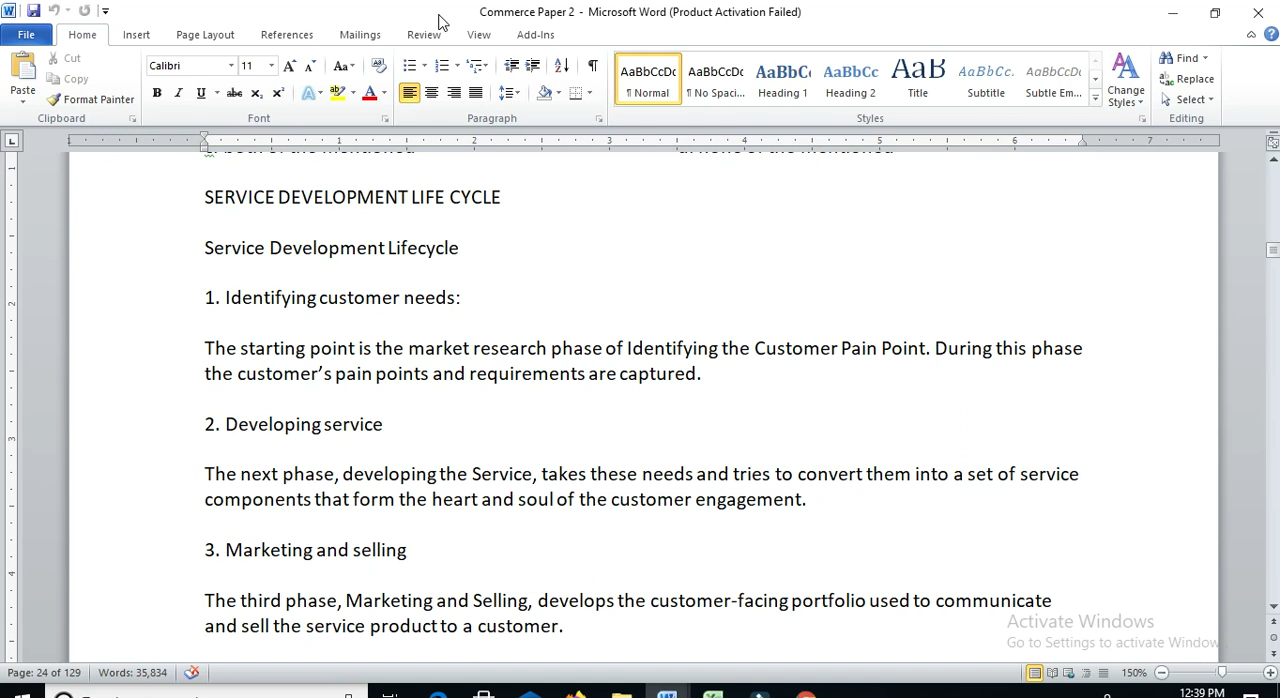 Commerce Paper 2 - Microsoft Word (Product Activation Failed)
File Home Insert Page Layout References Mailings Review View Add-Ins
Paste
Cut
Copy
Format Painter
Clipboard
Calibri 11
Font
Paragraph
AaBbCcDc AaBbCcDc AaBbC AaBbCc AaB AaBbCc. AaBbCcDc
¶ Normal ¶ No Spaci... Heading 1 Heading 2 Title Subtitle Subtle Em...
Change
Styles
Styles
Find
Replace
Select
Editing
1 2 3 4 5 6 7
SERVICE DEVELOPMENT LIFE CYCLE
Service Development Lifecycle
1. Identifying customer needs:
The starting point is the market research phase of Identifying the Customer Pain Point. During this phase
the customer’s pain points and requirements are captured.
2. Developing service
The next phase, developing the Service, takes these needs and tries to convert them into a set of service
components that form the heart and soul of the customer engagement.
3. Marketing and selling
The third phase, Marketing and Selling, develops the customer-facing portfolio used to communicate
and sell the service product to a customer.
Activate Windows
Go to Settings to activate Windows
Page: 24 of 129 Words: 35,834
150%
12:39 PM